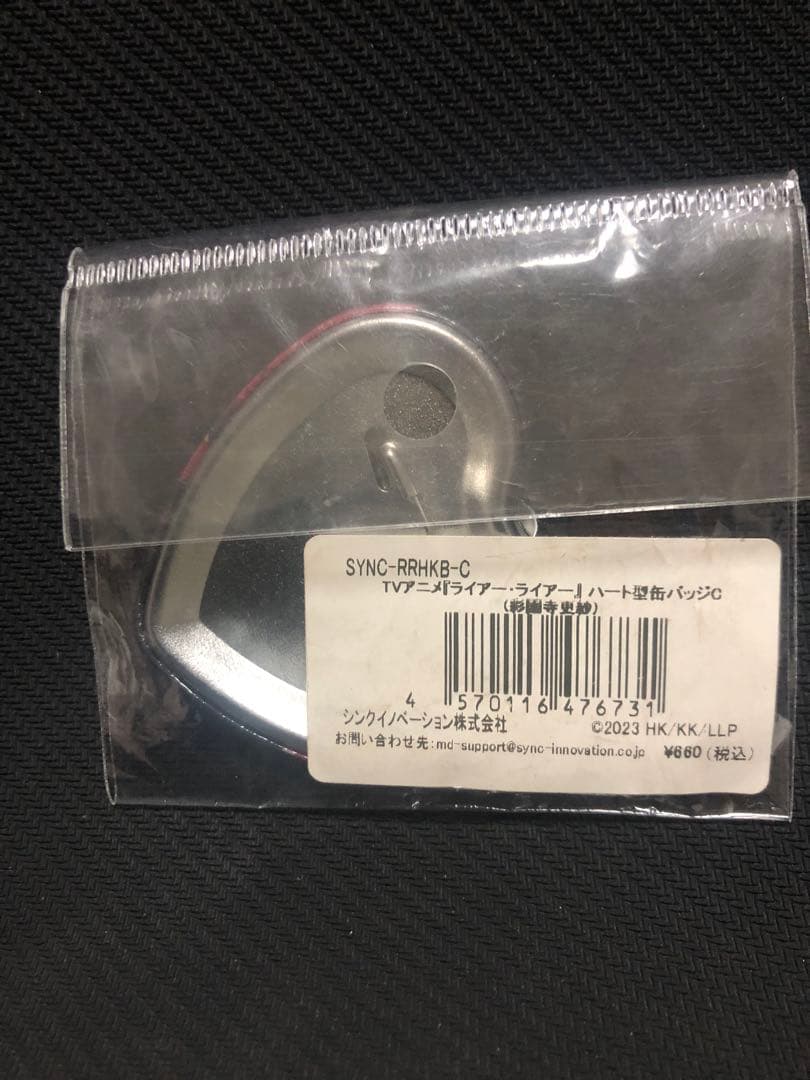 SYNC-RRHKB-C
TVアニメ『ライアー・ライアー』 ハート型缶バッジC
(彩園寺更紗)
4 570116 476731
シンクイノベーション株式会社
©2023 HK/KK/LLP
お問い合わせ先:md-support@sync-innovation.co.jp ¥660(税込)